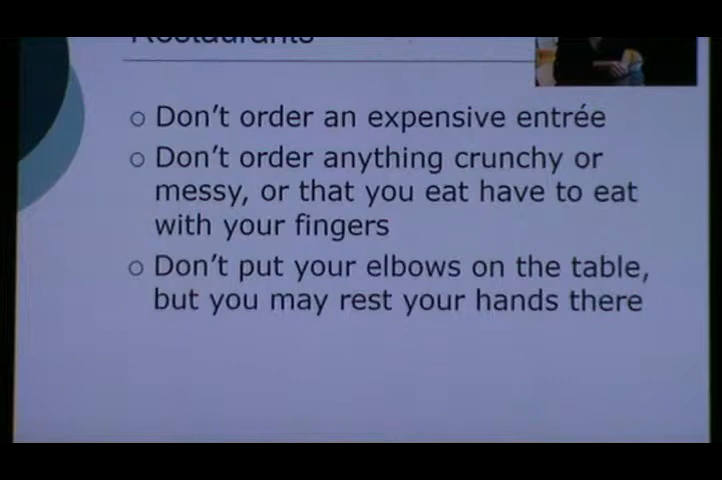 Restaurants
Don't order an expensive entrée
Don't order anything crunchy or
messy, or that you eat have to eat
with your fingers
Don't put your elbows on the table,
but you may rest your hands there